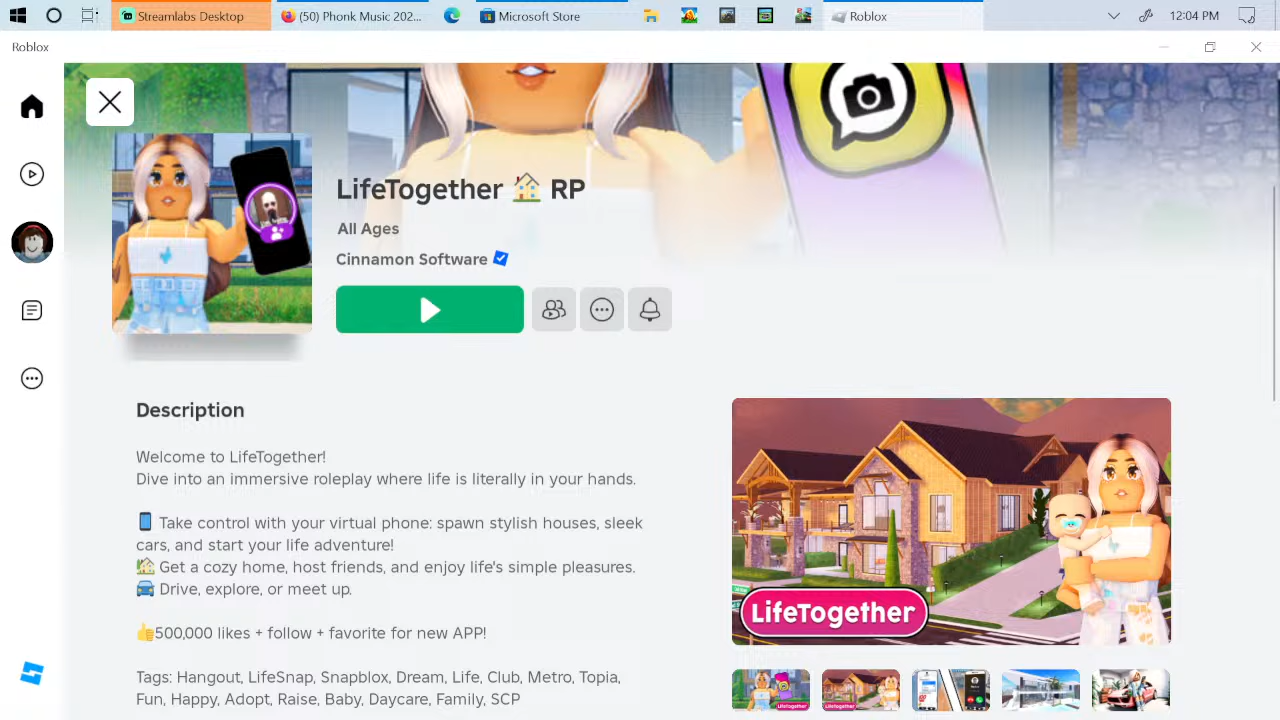 Streamlabs Desktop
(50) Phonk Music 202...
Microsoft Store
Roblox
12:04 PM
Roblox
LifeTogether 🏠 RP
All Ages
Cinnamon Software
Description
Welcome to LifeTogether!
Dive into an immersive roleplay where life is literally in your hands.
📱 Take control with your virtual phone: spawn stylish houses, sleek
cars, and start your life adventure!
🏡 Get a cozy home, host friends, and enjoy life's simple pleasures.
🚘 Drive, explore, or meet up.
👍500,000 likes + follow + favorite for new APP!
Tags: Hangout, LifeSnap, Snapblox, Dream, Life, Club, Metro, Topia,
Fun, Happy, Adopt, Raise, Baby, Daycare, Family, SCP
LifeTogether
LifeTogether
LifeTogether